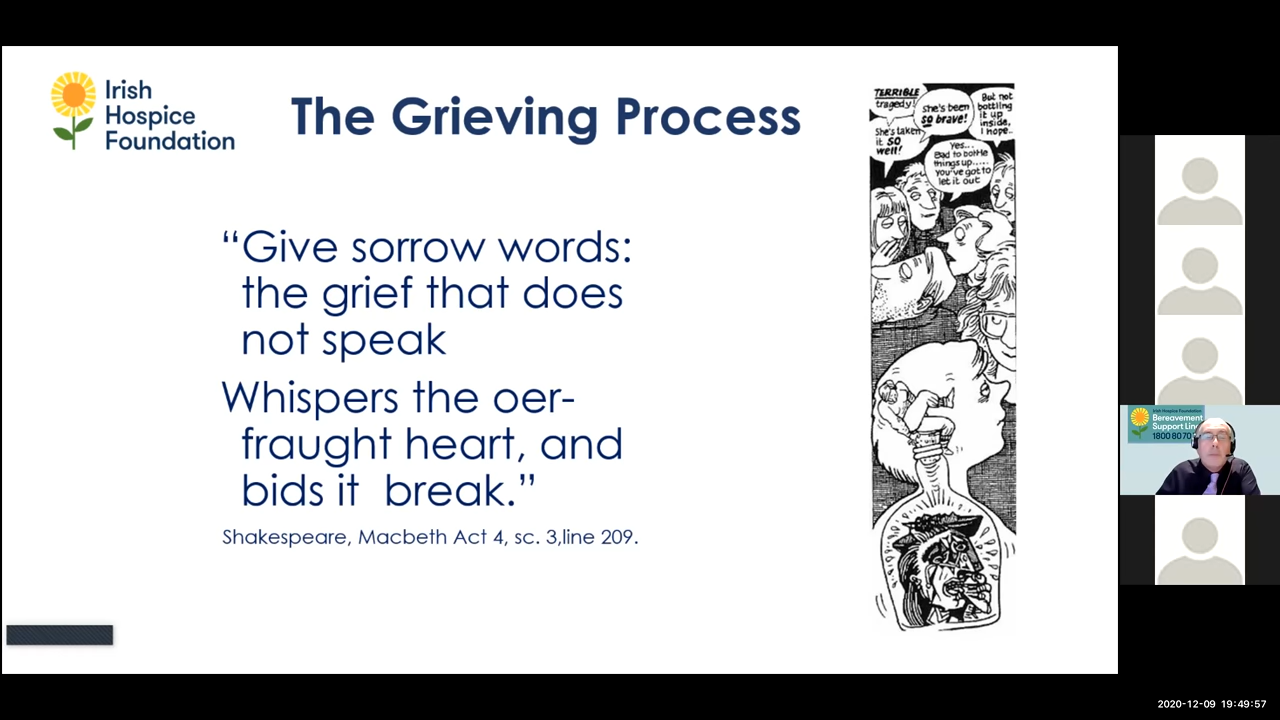 Irish
Hospice
Foundation
The Grieving Process
“Give sorrow words:
the grief that does
not speak
Whispers the oer-
fraught heart, and
bids it break.”
Shakespeare, Macbeth Act 4, sc. 3,line 209.
TERRIBLE
tragedy!
She's been
so brave!
But not
bottling
it up
inside,
I hope..
She's taken
it SO
well!
Yes...
Bad to bottle
things up.....
you've got to
let it out
Irish Hospice Foundation
Bereavement
Support Line
1800 80 70
2020-12-09 19:49:57